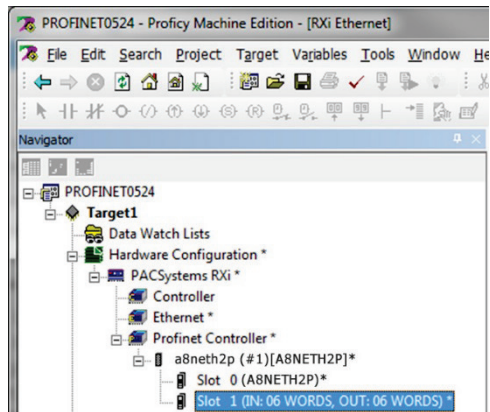 PROFINET0524 - Proficy Machine Edition - [RXi Ethernet]
File Edit Search Project Target Variables Tools Window He
Navigator
PROFINET0524
Target1
Data Watch Lists
Hardware Configuration *
PACSystems RXi *
Controller
Ethernet *
Profinet Controller *
a8neth2p (#1)[A8NETH2P]*
Slot 0 (A8NETH2P)*
Slot 1 (IN: 06 WORDS, OUT: 06 WORDS) *